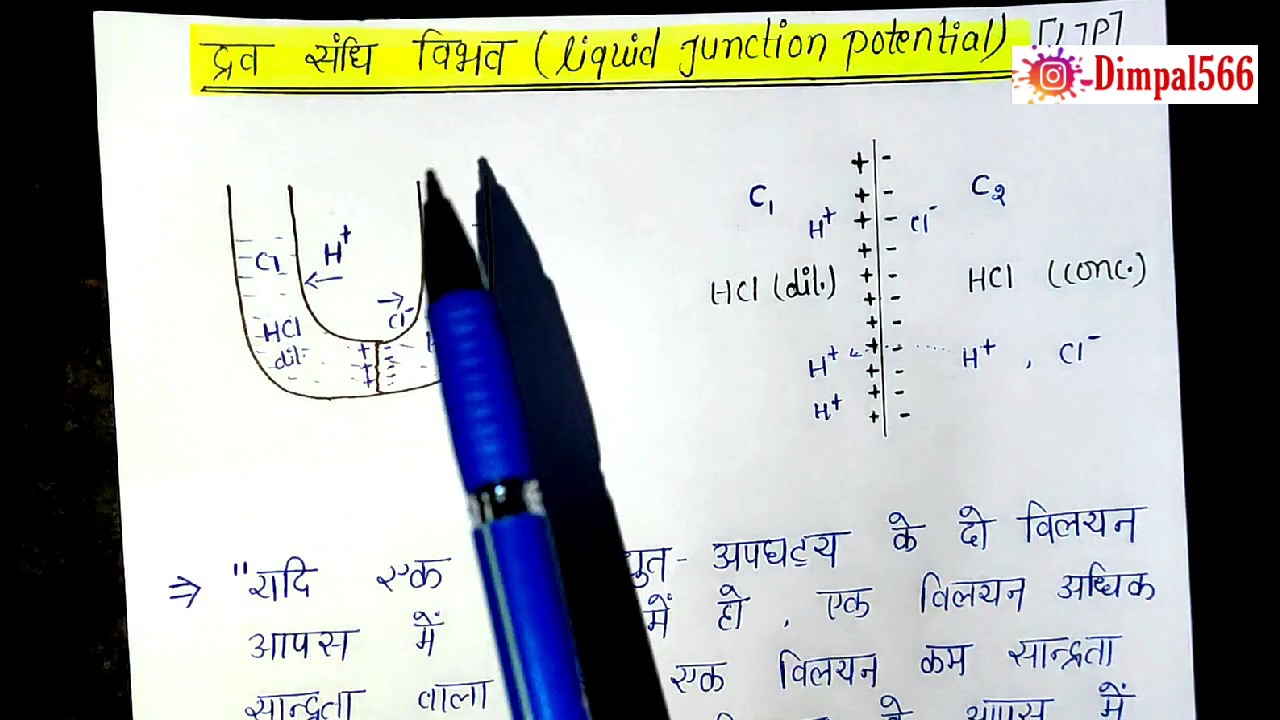 द्रव संधि विभव (liquid junction potential) [LJP]
-Dimpal566
C₁ H⁺ + - Cl⁻ C₂
HCl (dil.) HCl (conc.)
H⁺ H⁺ , Cl⁻
H⁺
C₁ H⁺
Cl⁻
HCl
dil.
⇒ "यदि एक द्युत-अपघट्य के दो विलयन
आपस में में हो , एक विलयन अधिक
सान्द्रता वाला एक विलयन कम सान्द्रता
के आपस में